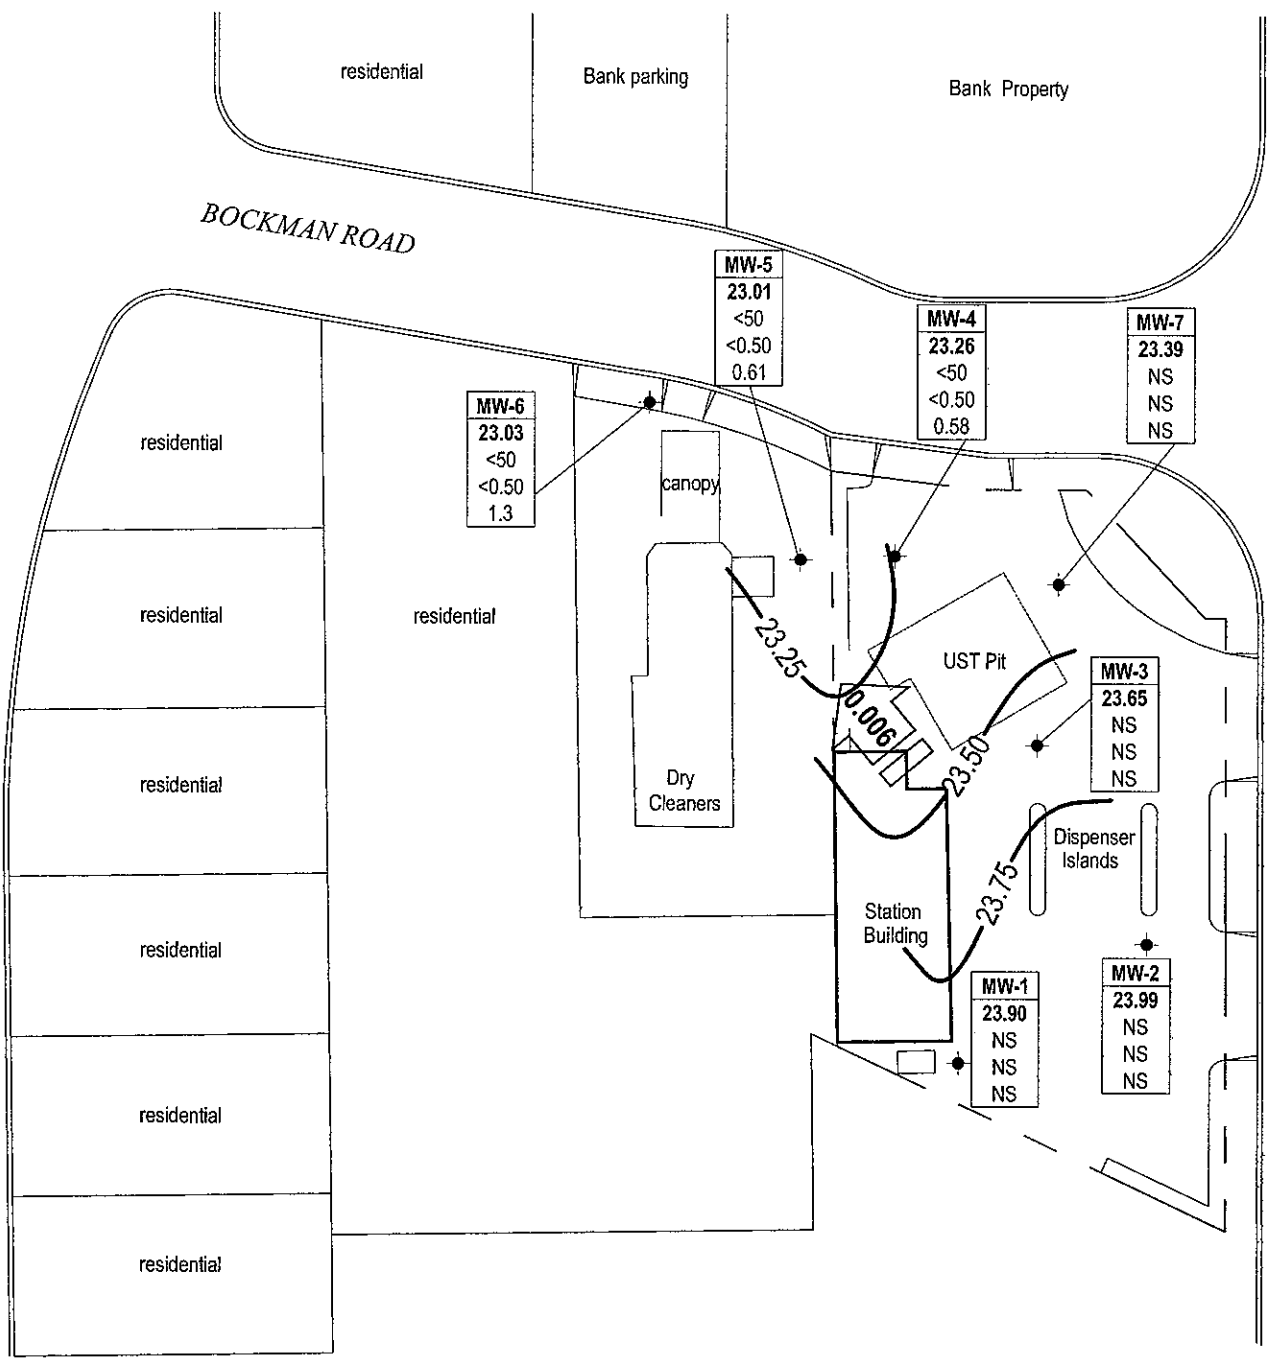 residential
Bank parking
Bank Property
BOCKMAN ROAD
MW-5
23.01
<50
<0.50
0.61
MW-4
23.26
<50
<0.50
0.58
MW-7
23.39
NS
NS
NS
MW-6
23.03
<50
<0.50
1.3
residential
canopy
residential
residential
23.25
UST Pit
MW-3
23.65
NS
NS
NS
0.006
23.50
residential
Dry
Cleaners
Dispenser
Islands
23.75
Station
Building
residential
MW-1
23.90
NS
NS
NS
MW-2
23.99
NS
NS
NS
residential
residential